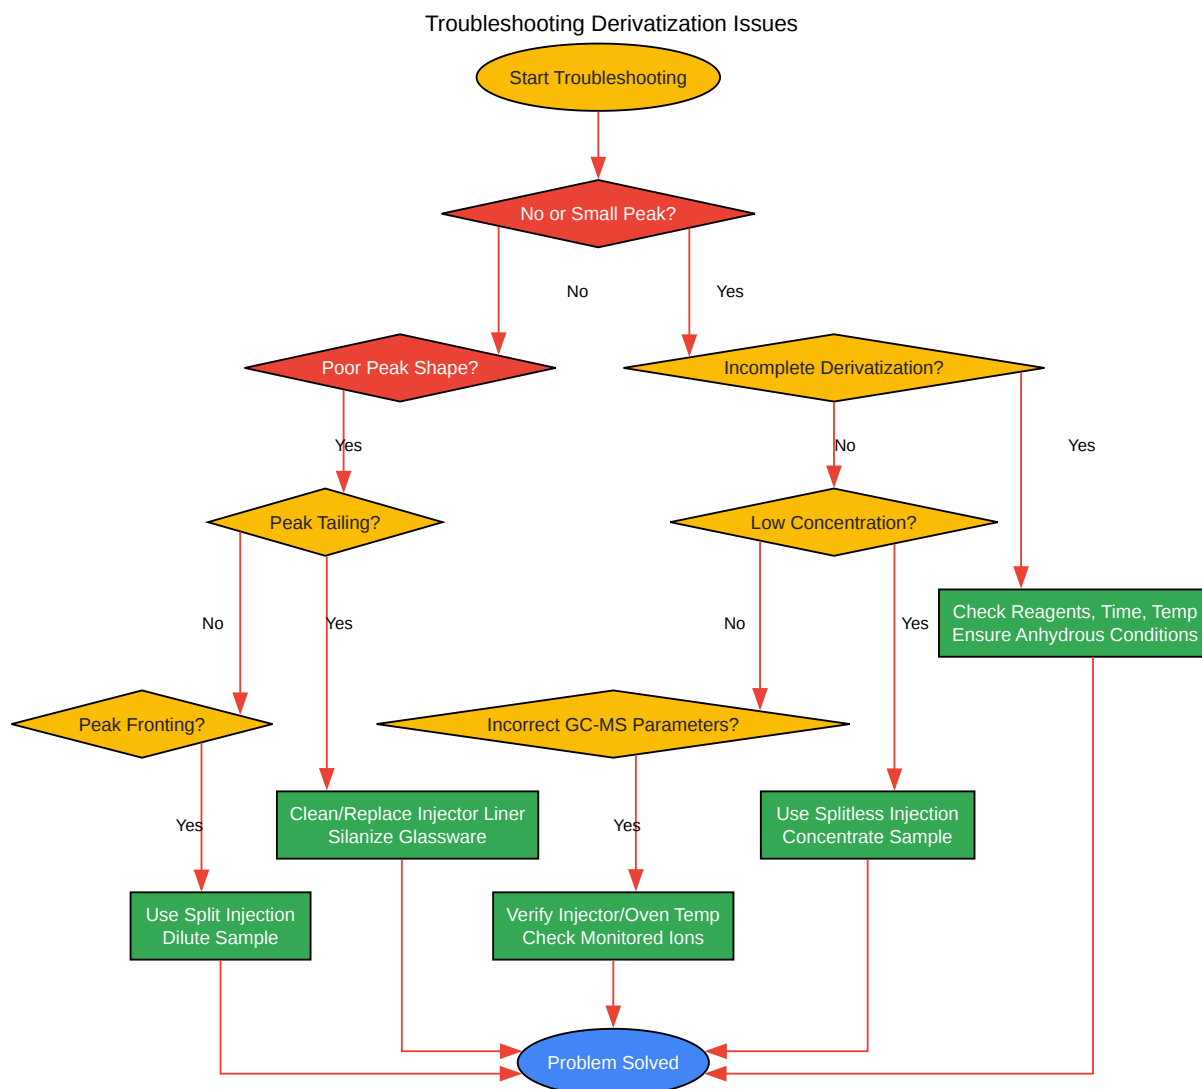 Troubleshooting Derivatization Issues
Start Troubleshooting
No or Small Peak?
No
Yes
Poor Peak Shape?
Incomplete Derivatization?
Yes
No
Yes
Peak Tailing?
Low Concentration?
Check Reagents, Time, Temp
Ensure Anhydrous Conditions
No
Yes
No
Yes
Peak Fronting?
Incorrect GC-MS Parameters?
Clean/Replace Injector Liner
Silanize Glassware
Use Splitless Injection
Concentrate Sample
Yes
Yes
Use Split Injection
Dilute Sample
Verify Injector/Oven Temp
Check Monitored Ions
Problem Solved